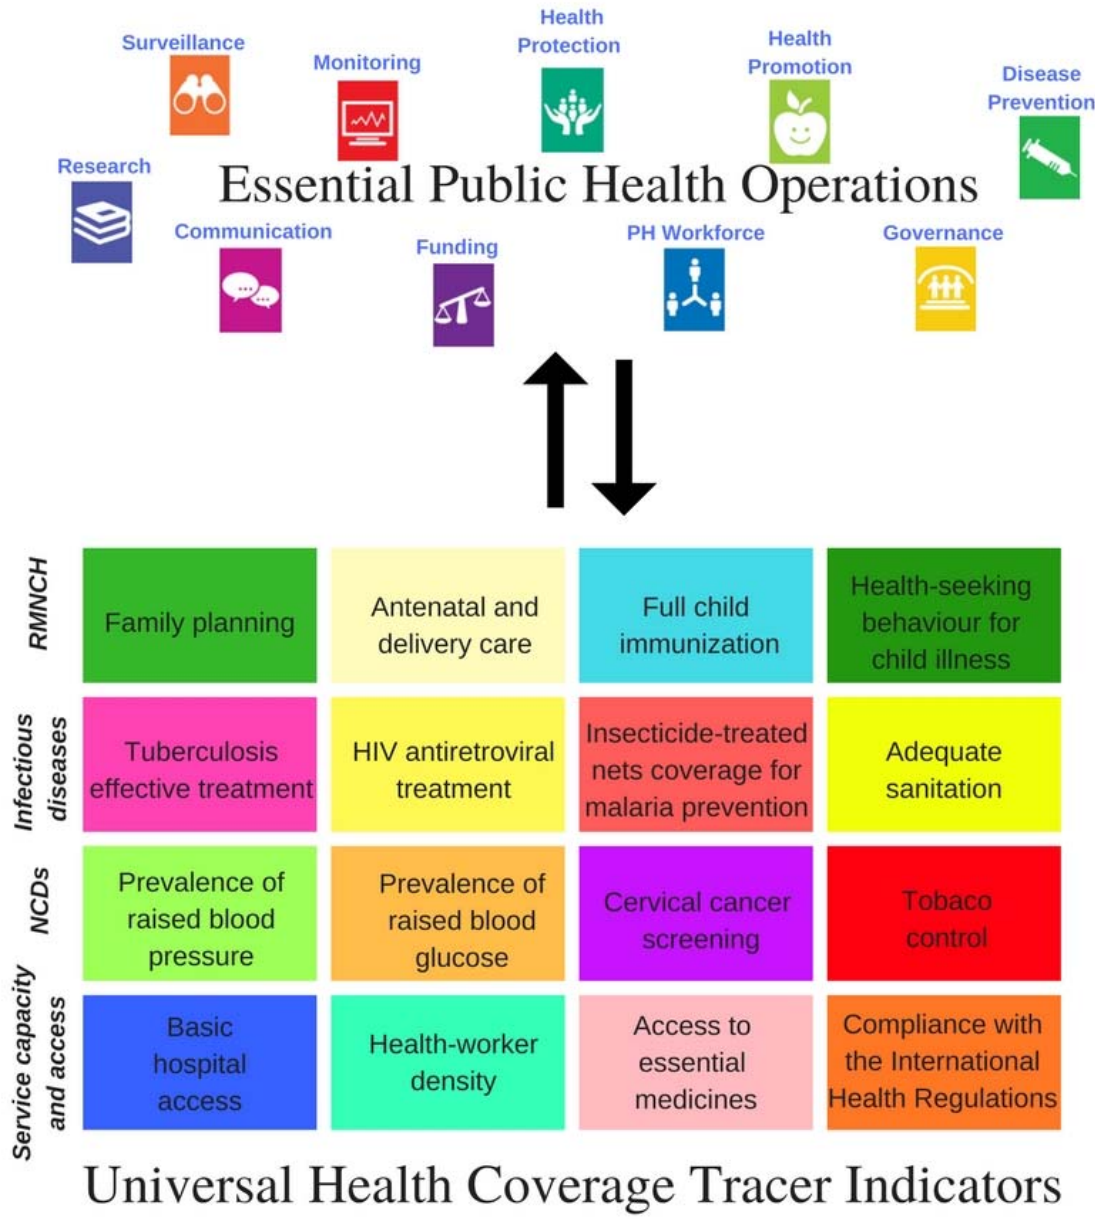 Surveillance
Monitoring
Health
Protection
Health
Promotion
Disease
Prevention
Research
Essential Public Health Operations
Communication
Funding
PH Workforce
Governance
RMNCH
Family planning
Antenatal and
delivery care
Full child
immunization
Health-seeking
behaviour for
child illness
Infectious
diseases
Tuberculosis
effective treatment
HIV antiretroviral
treatment
Insecticide-treated
nets coverage for
malaria prevention
Adequate
sanitation
NCDs
Prevalence of
raised blood
pressure
Prevalence of
raised blood
glucose
Cervical cancer
screening
Tobaco
control
Service capacity
and access
Basic
hospital
access
Health-worker
density
Access to
essential
medicines
Compliance with
the International
Health Regulations
Universal Health Coverage Tracer Indicators